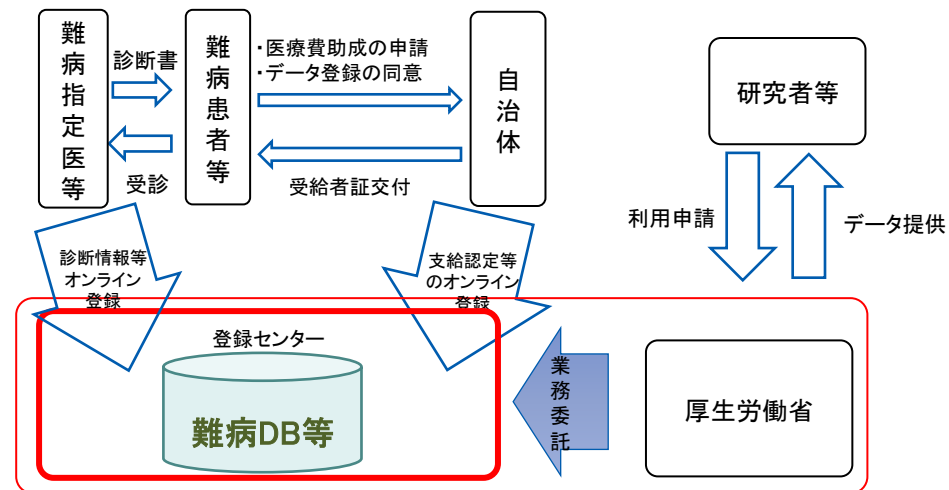 難病指定医等
診断書
受診
難病患者等
・医療費助成の申請
・データ登録の同意
受給者証交付
自治体
研究者等
利用申請
データ提供
診断情報等
オンライン
登録
支給認定等
のオンライン
登録
登録センター
難病DB等
業務委託
厚生労働省